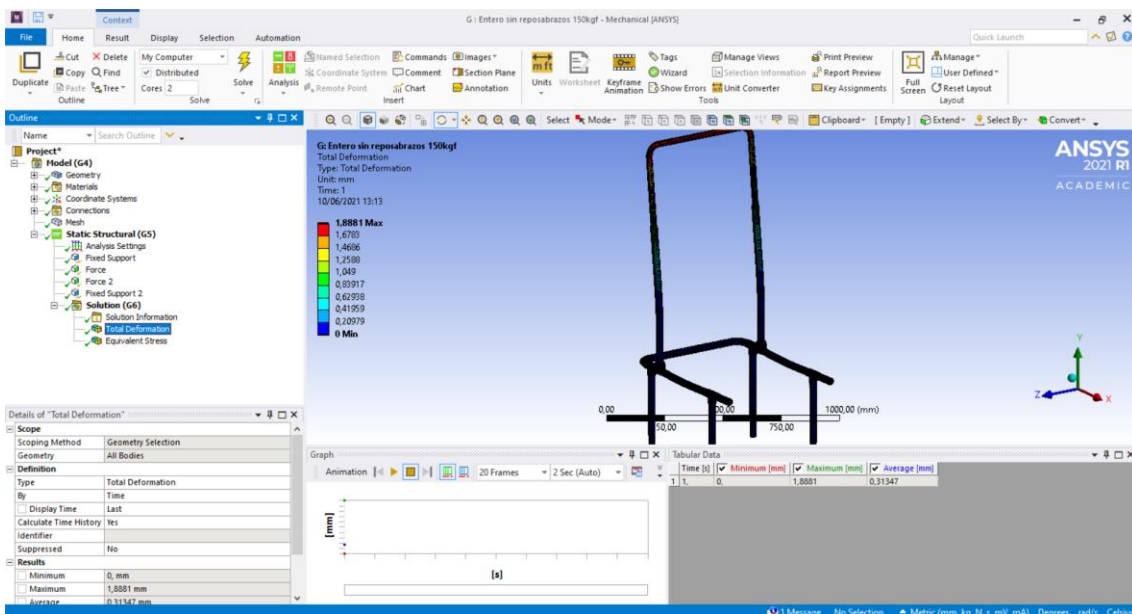 Context
G : Entero sin reposabrazos 150kgf - Mechanical [ANSYS]
File Home Result Display Selection Automation
Quick Launch
Duplicate
Cut
Copy
Paste
Delete
Find
Tree
Outline
My Computer
Distributed
Cores 2
Solve
Solve
Analysis
Named Selection
Coordinate System
Remote Point
Commands
Comment
Chart
Images
Section Plane
Annotation
Insert
Units
Worksheet
Keyframe
Animation
Tags
Wizard
Show Errors
Manage Views
Selection Information
Unit Converter
Print Preview
Report Preview
Key Assignments
Tools
Full
Screen
Manage
User Defined
Reset Layout
Layout
Outline
Name Search Outline
Select Mode Clipboard [ Empty ] Extend Select By Convert
Project*
Model (G4)
Geometry
Materials
Coordinate Systems
Connections
Mesh
Static Structural (G5)
Analysis Settings
Fixed Support
Force
Force 2
Fixed Support 2
Solution (G6)
Solution Information
Total Deformation
Equivalent Stress
G: Entero sin reposabrazos 150kgf
Total Deformation
Type: Total Deformation
Unit: mm
Time: 1
10/06/2021 13:13
1,8881 Max
1,6783
1,4686
1,2588
1,049
0,83917
0,62938
0,41959
0,20979
0 Min
ANSYS
2021 R1
ACADEMIC
Y
Z
X
0,00
1000,00 (mm)
750,00
Details of "Total Deformation"
Scope
Scoping Method Geometry Selection
Geometry All Bodies
Definition
Type Total Deformation
By Time
Display Time Last
Calculate Time History Yes
Identifier
Suppressed No
Results
Minimum 0, mm
Maximum 1,8881 mm
Average 0,31347 mm
Graph
Animation 20 Frames 2 Sec (Auto)
[mm]
[s]
Tabular Data
Time [s] Minimum [mm] Maximum [mm] Average [mm]
1 1, 0, 1,8881 0,31347
1 Message No Selection Metric (mm, kg, N, s, mV, mA) Degrees rad/s Celsius